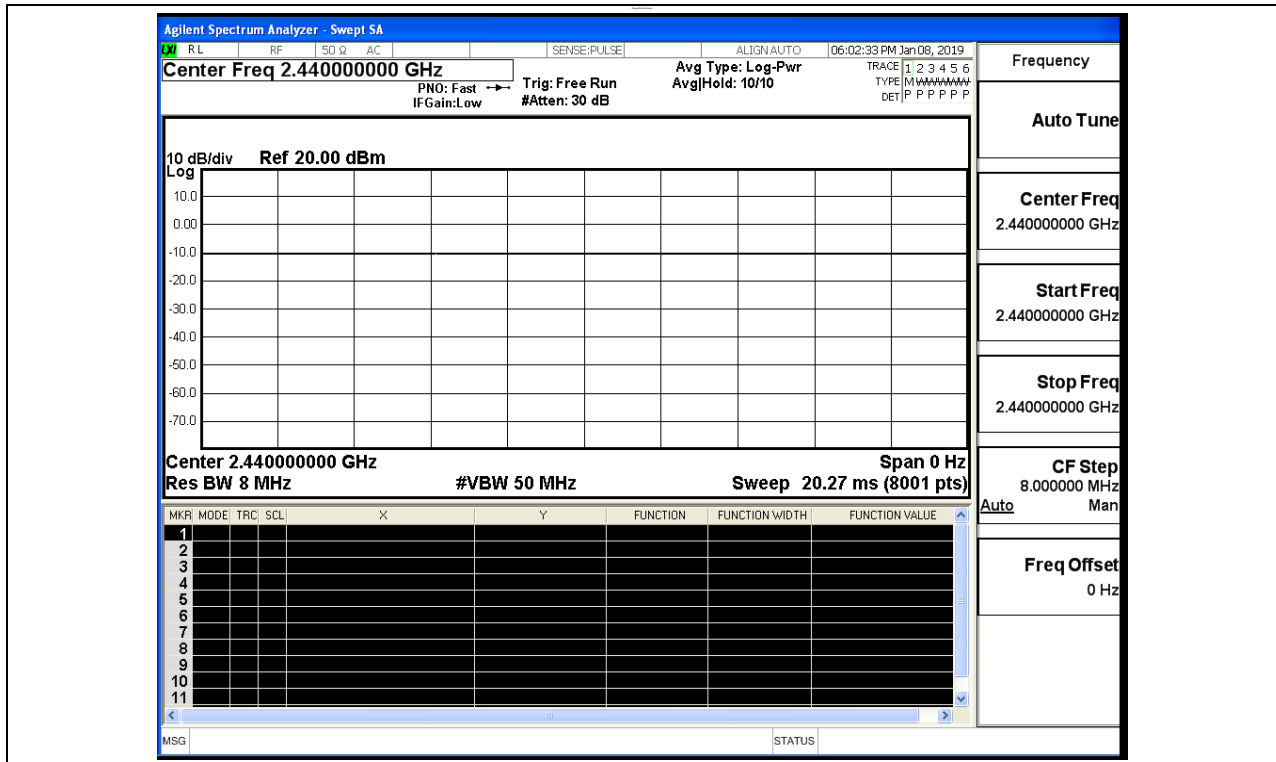 Agilent Spectrum Analyzer - Swept SA
LXI RL RF 50 Ω AC SENSE:PULSE ALIGN AUTO 06:02:33 PM Jan 08, 2019
Center Freq 2.440000000 GHz
PNO: Fast
IFGain:Low
Trig: Free Run
#Atten: 30 dB
Avg Type: Log-Pwr
Avg|Hold: 10/10
TRACE 1 2 3 4 5 6
TYPE M W W W W W
DET P P P P P P
10 dB/div Ref 20.00 dBm
Log
10.0
0.00
-10.0
-20.0
-30.0
-40.0
-50.0
-60.0
-70.0
Center 2.440000000 GHz Span 0 Hz
Res BW 8 MHz #VBW 50 MHz Sweep 20.27 ms (8001 pts)
MKR MODE TRC SCL X Y FUNCTION FUNCTION WIDTH FUNCTION VALUE
1
2
3
4
5
6
7
8
9
10
11
MSG STATUS
Frequency
Auto Tune
Center Freq
2.440000000 GHz
Start Freq
2.440000000 GHz
Stop Freq
2.440000000 GHz
CF Step
8.000000 MHz
Auto Man
Freq Offset
0 Hz